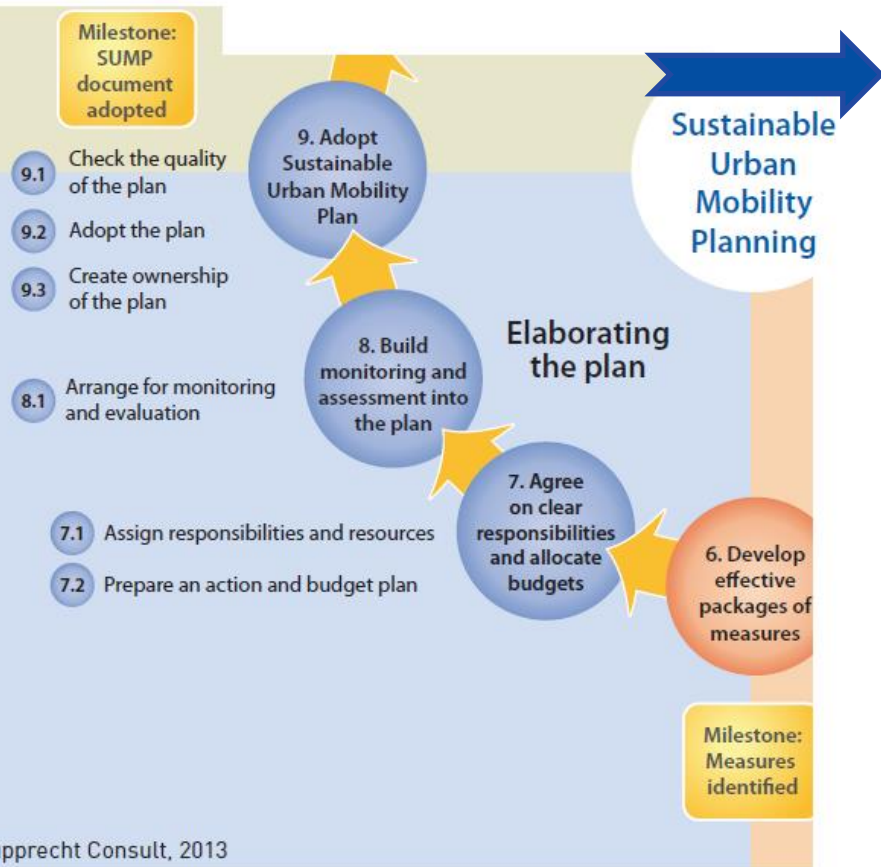 Milestone:
SUMP
document
adopted
9. Adopt
Sustainable
Urban Mobility
Plan
Sustainable
Urban
Mobility
Planning
9.1 Check the quality
of the plan
9.2 Adopt the plan
9.3 Create ownership
of the plan
Elaborating
the plan
8. Build
monitoring and
assessment into
the plan
8.1 Arrange for monitoring
and evaluation
7. Agree
on clear
responsibilities
and allocate
budgets
7.1 Assign responsibilities and resources
7.2 Prepare an action and budget plan
6. Develop
effective
packages of
measures
Milestone:
Measures
identified
pprecht Consult, 2013